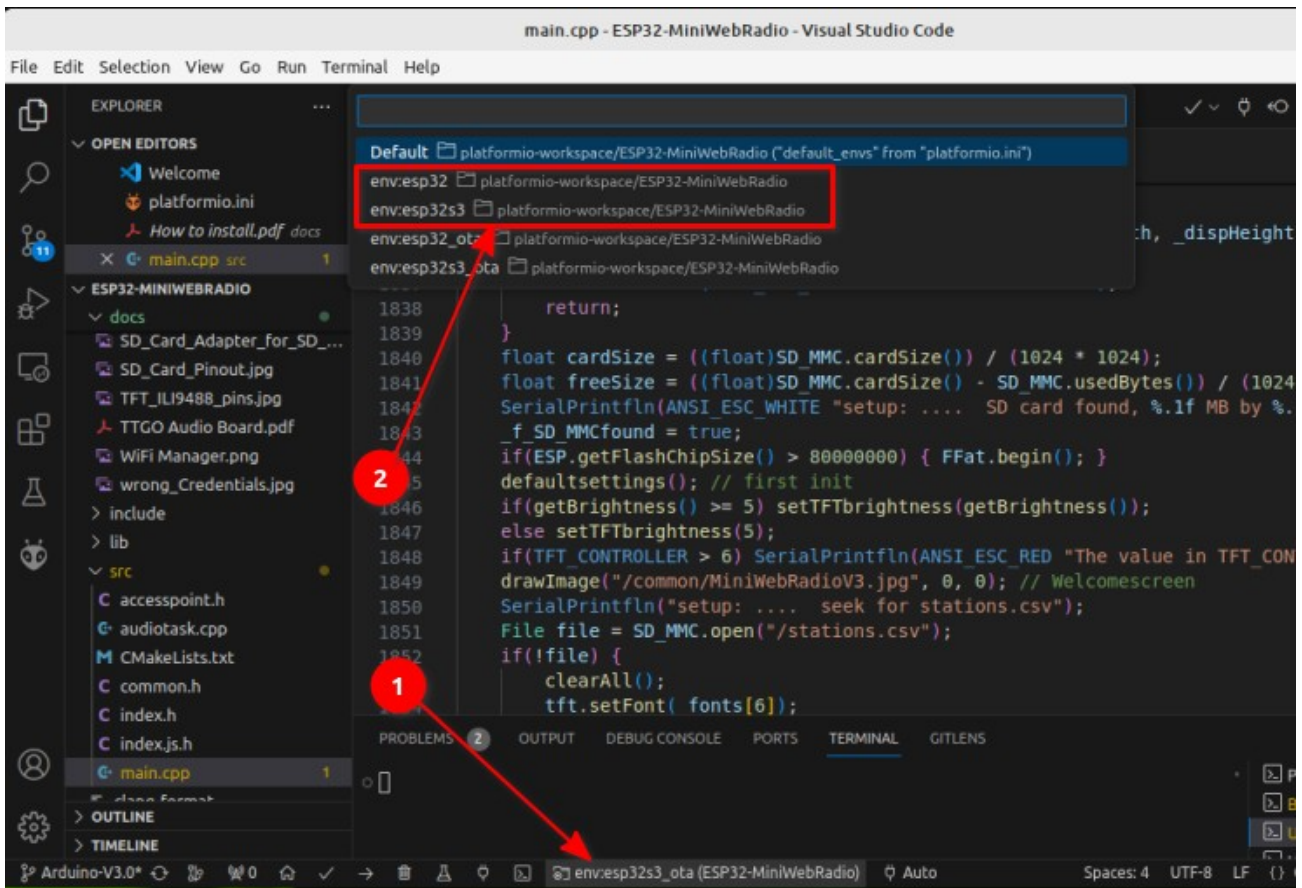 main.cpp - ESP32-MiniWebRadio - Visual Studio Code
File Edit Selection View Go Run Terminal Help
EXPLORER ...
OPEN EDITORS
Welcome
platformio.ini
How to install.pdf docs
main.cpp src 1
ESP32-MINIWEBRADIO
docs
SD_Card_Adapter_for_SD_...
SD_Card_Pinout.jpg
TFT_ILI9488_pins.jpg
TTGO Audio Board.pdf
WiFi Manager.png
wrong_Credentials.jpg
include
lib
src
accesspoint.h
audiotask.cpp
CMakeLists.txt
common.h
index.h
index.js.h
main.cpp 1
OUTLINE
TIMELINE
11
Default platformio-workspace/ESP32-MiniWebRadio ("default_envs" from "platformio.ini")
env:esp32 platformio-workspace/ESP32-MiniWebRadio
env:esp32s3 platformio-workspace/ESP32-MiniWebRadio
env:esp32_ota platformio-workspace/ESP32-MiniWebRadio
env:esp32s3_ota platformio-workspace/ESP32-MiniWebRadio
_dispHeight
1838 return;
1839 }
1840 float cardSize = ((float)SD_MMC.cardSize()) / (1024 * 1024);
1841 float freeSize = ((float)SD_MMC.cardSize() - SD_MMC.usedBytes()) / (1024
1842 SerialPrintfln(ANSI_ESC_WHITE "setup: .... SD card found, %.1f MB by %.
1843 _f_SD_MMCfound = true;
if(ESP.getFlashChipSize() > 80000000) { FFat.begin(); }
defaultsettings(); // first init
1846 if(getBrightness() >= 5) setTFTbrightness(getBrightness());
1847 else setTFTbrightness(5);
1848 if(TFT_CONTROLLER > 6) SerialPrintfln(ANSI_ESC_RED "The value in TFT_CON
1849 drawImage("/common/MiniWebRadioV3.jpg", 0, 0); // Welcomescreen
1850 SerialPrintfln("setup: .... seek for stations.csv");
1851 File file = SD_MMC.open("/stations.csv");
1852 if(!file) {
clearAll();
tft.setFont(_fonts[6]);
2
1
PROBLEMS 2 OUTPUT DEBUG CONSOLE PORTS TERMINAL GITLENS
Arduino-V3.0* 0 env:esp32s3_ota (ESP32-MiniWebRadio) Auto Spaces: 4 UTF-8 LF {}